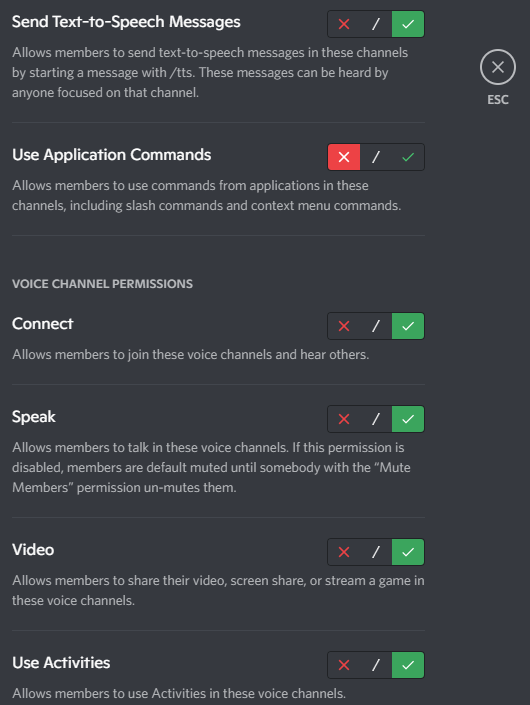 Send Text-to-Speech Messages
Allows members to send text-to-speech messages in these channels
by starting a message with /tts. These messages can be heard by
anyone focused on that channel.
ESC
Use Application Commands
Allows members to use commands from applications in these
channels, including slash commands and context menu commands.
VOICE CHANNEL PERMISSIONS
Connect
Allows members to join these voice channels and hear others.
Speak
Allows members to talk in these voice channels. If this permission is
disabled, members are default muted until somebody with the “Mute
Members” permission un-mutes them.
Video
Allows members to share their video, screen share, or stream a game in
these voice channels.
Use Activities
Allows members to use Activities in these voice channels.